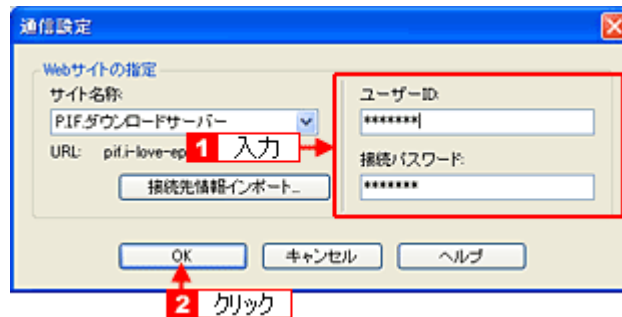 通信設定
Webサイトの指定
サイト名称:
P.I.F.ダウンロードサーバー
URL: pif.i-love-ep
接続先情報インポート...
ユーザーID:
*******
接続パスワード:
*******
1 入力
OK
キャンセル
ヘルプ
2 クリック